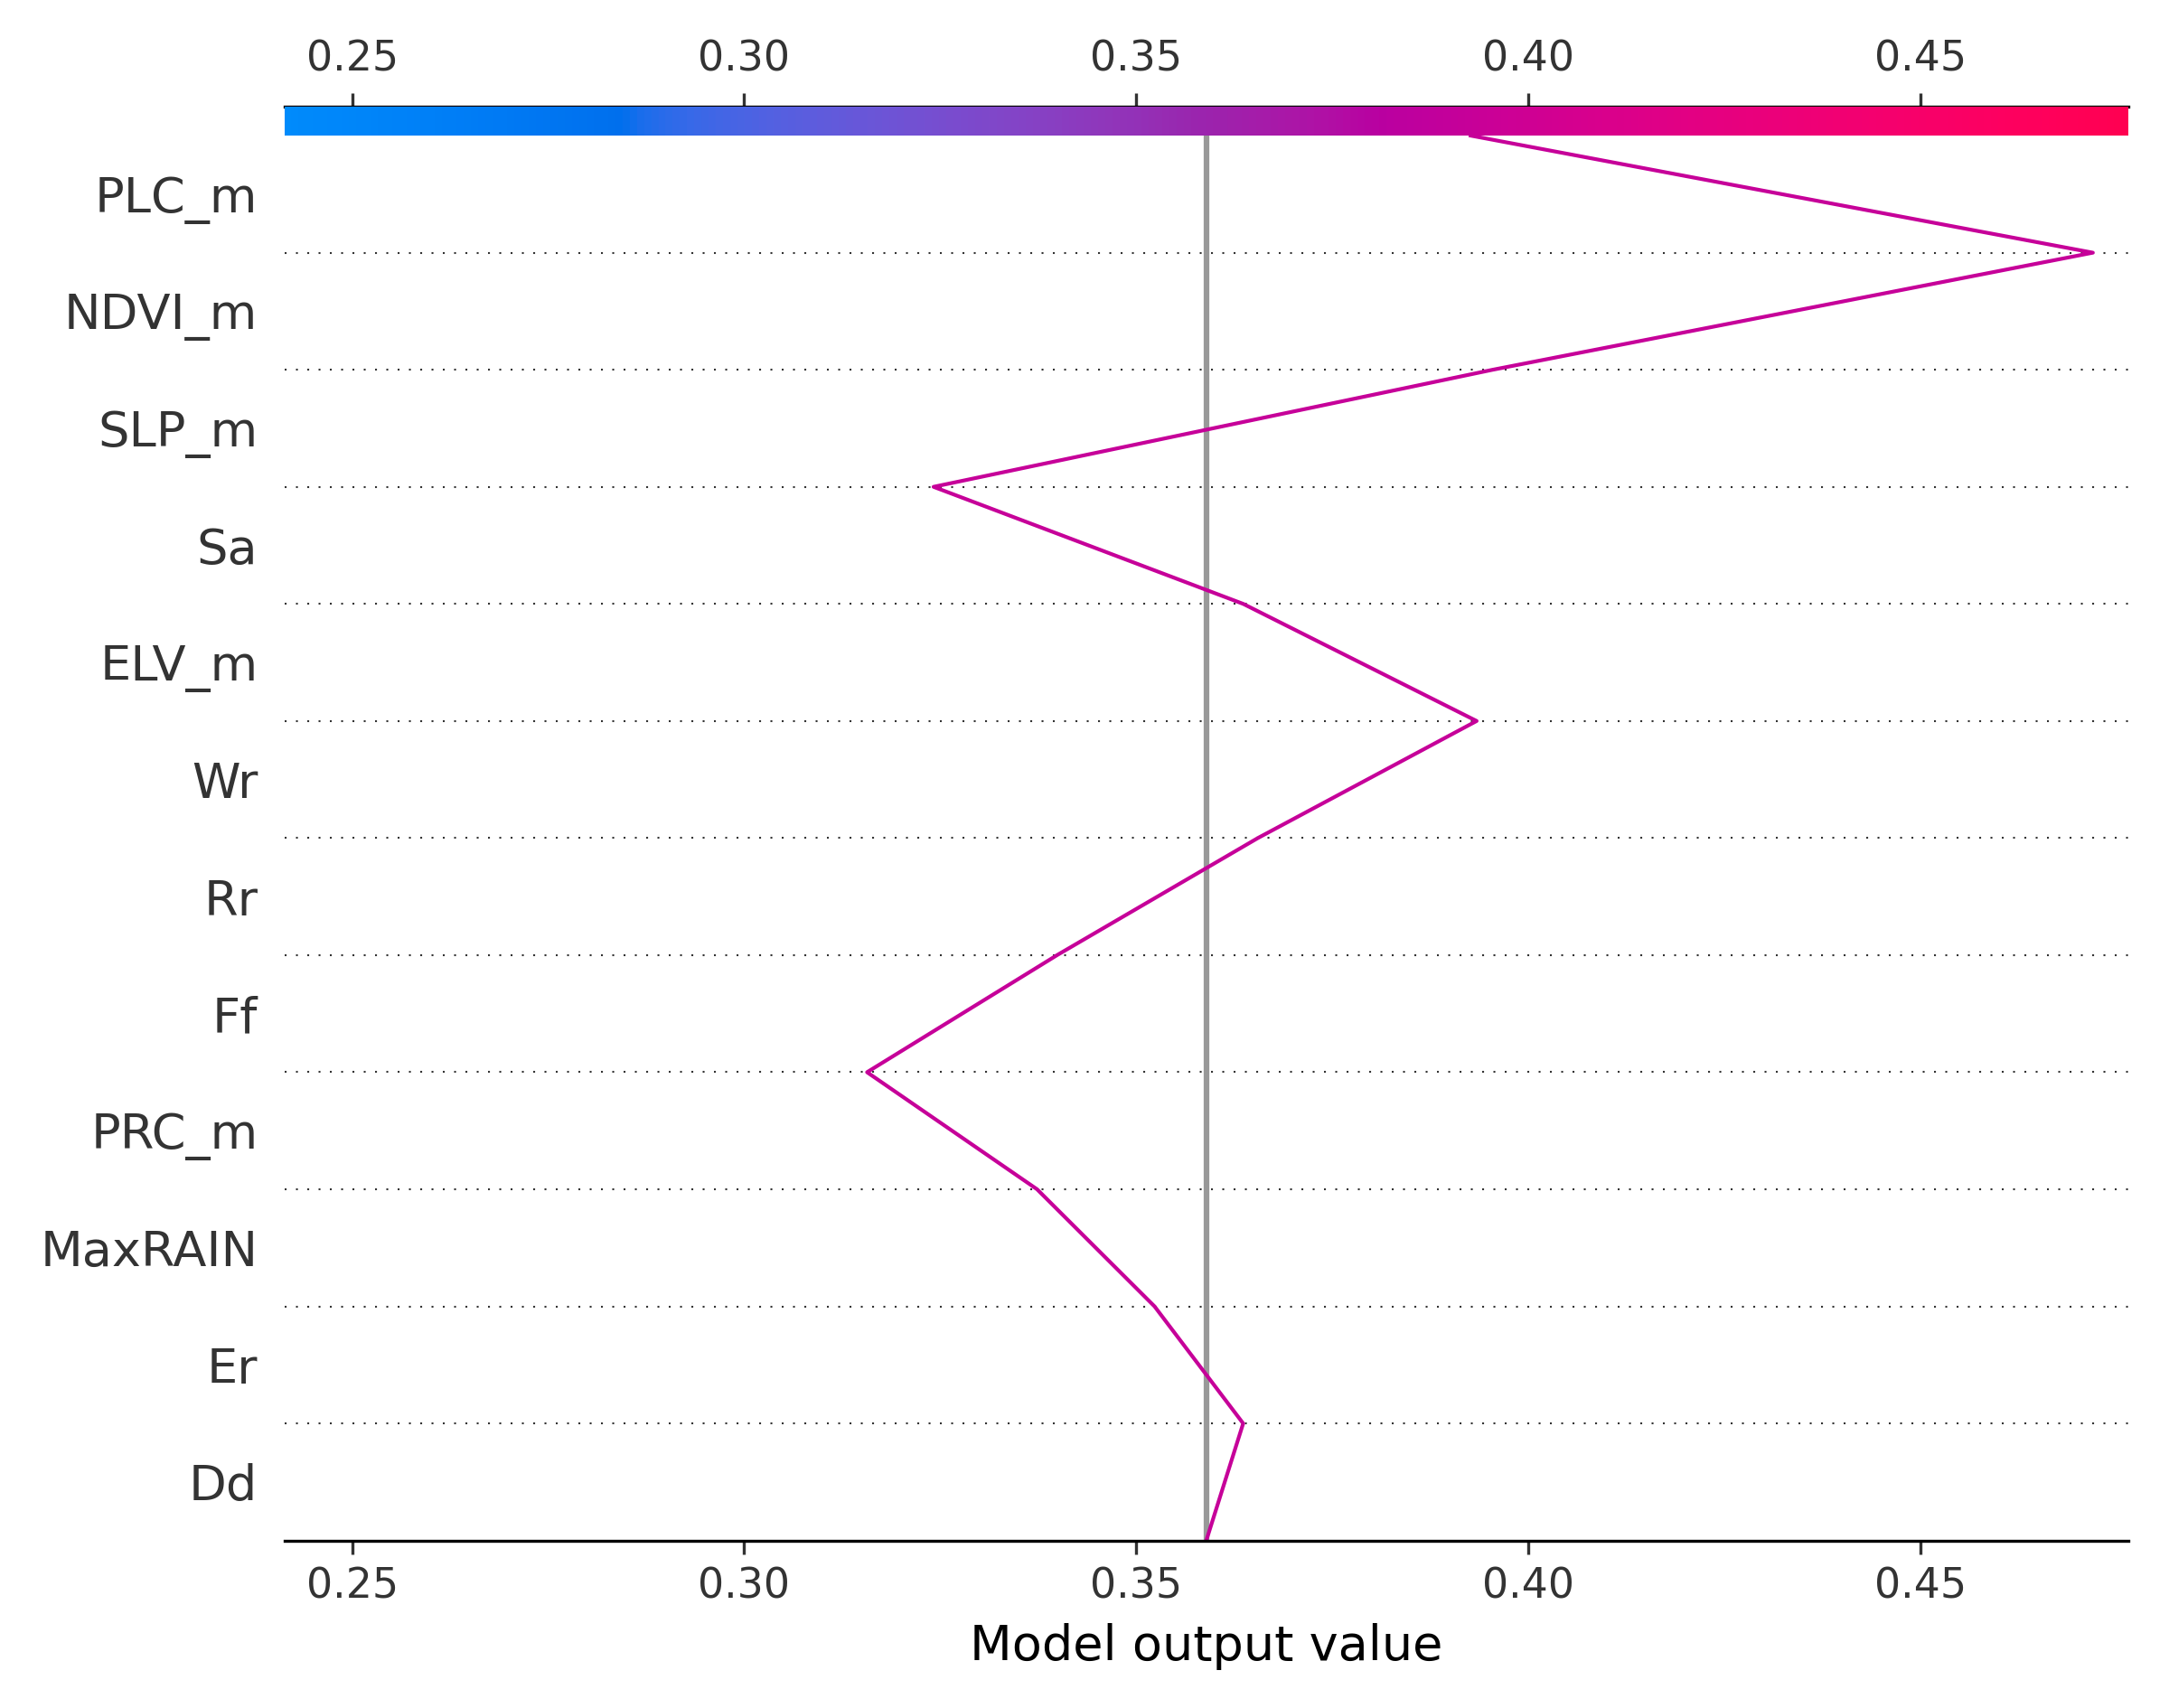 0.25 0.30 0.35 0.40 0.45
PLC_m
NDVI_m
SLP_m
Sa
ELV_m
Wr
Rr
Ff
PRC_m
MaxRAIN
Er
Dd
0.25 0.30 0.35 0.40 0.45
Model output value